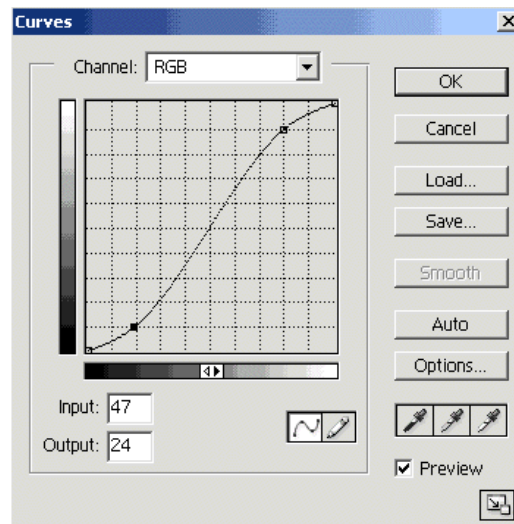 Curves
Channel: RGB
OK
Cancel
Load...
Save...
Smooth
Auto
Options...
Input: 47
Output: 24
Preview